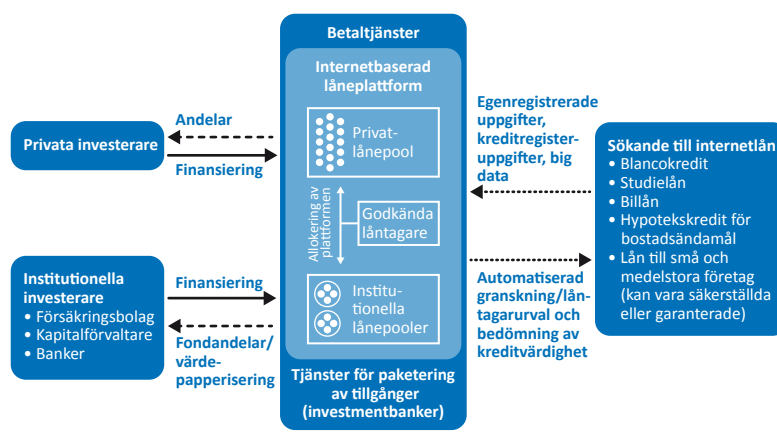 Betaltjänster
Internetbaserad
låneplattform
Privat-
lånepool
Allokering av
plattformen
Godkända
låntagare
Institu-
tionella
lånepooler
Tjänster för paketering
av tillgångar
(investmentbanker)
Privata investerare
Andelar
Finansiering
Institutionella
investerare
• Försäkringsbolag
• Kapitalförvaltare
• Banker
Finansiering
Fondandelar/
värde-
papperisering
Egenregistrerade
uppgifter,
kreditregister-
uppgifter, big
data
Automatiserad
granskning/lån-
tagarurval och
bedömning av
kreditvärdighet
Sökande till internetlån
• Blancokredit
• Studielån
• Billån
• Hypotekskredit för
bostadsändamål
• Lån till små och
medelstora företag
(kan vara säkerställda
eller garanterade)